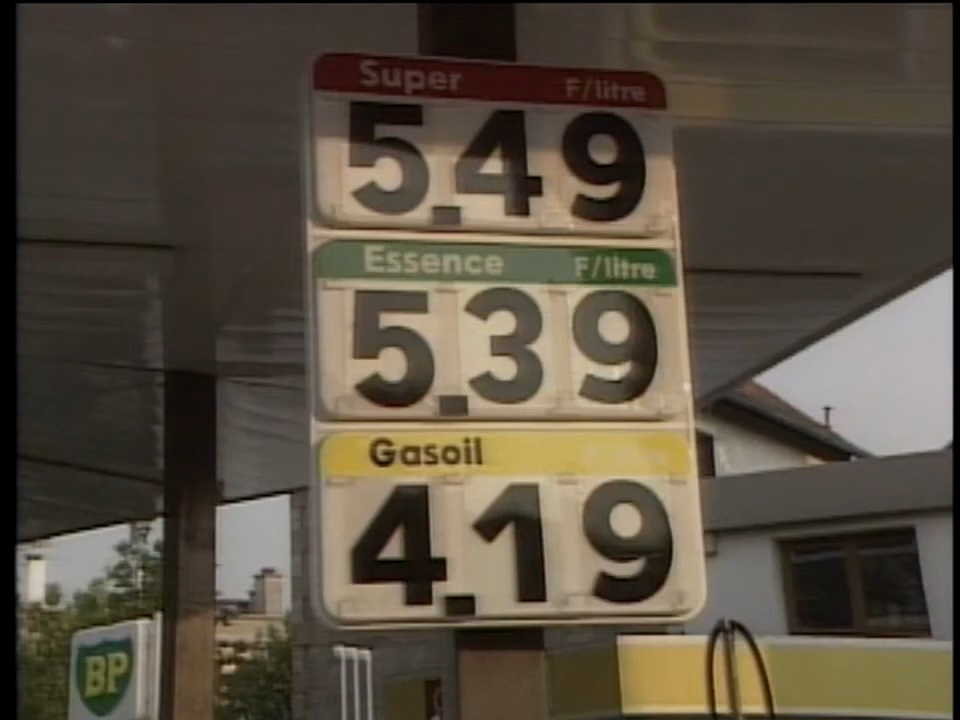 Super F/litre
5.49
Essence F/litre
5.39
Gasoil
4.19
BP